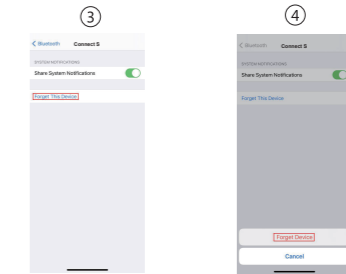 ③
Bluetooth Connect S
SYSTEM NOTIFICATIONS
Share System Notifications
Forget This Device
④
Bluetooth Connect S
SYSTEM NOTIFICATIONS
Share System Notifications
Forget This Device
Forget Device
Cancel